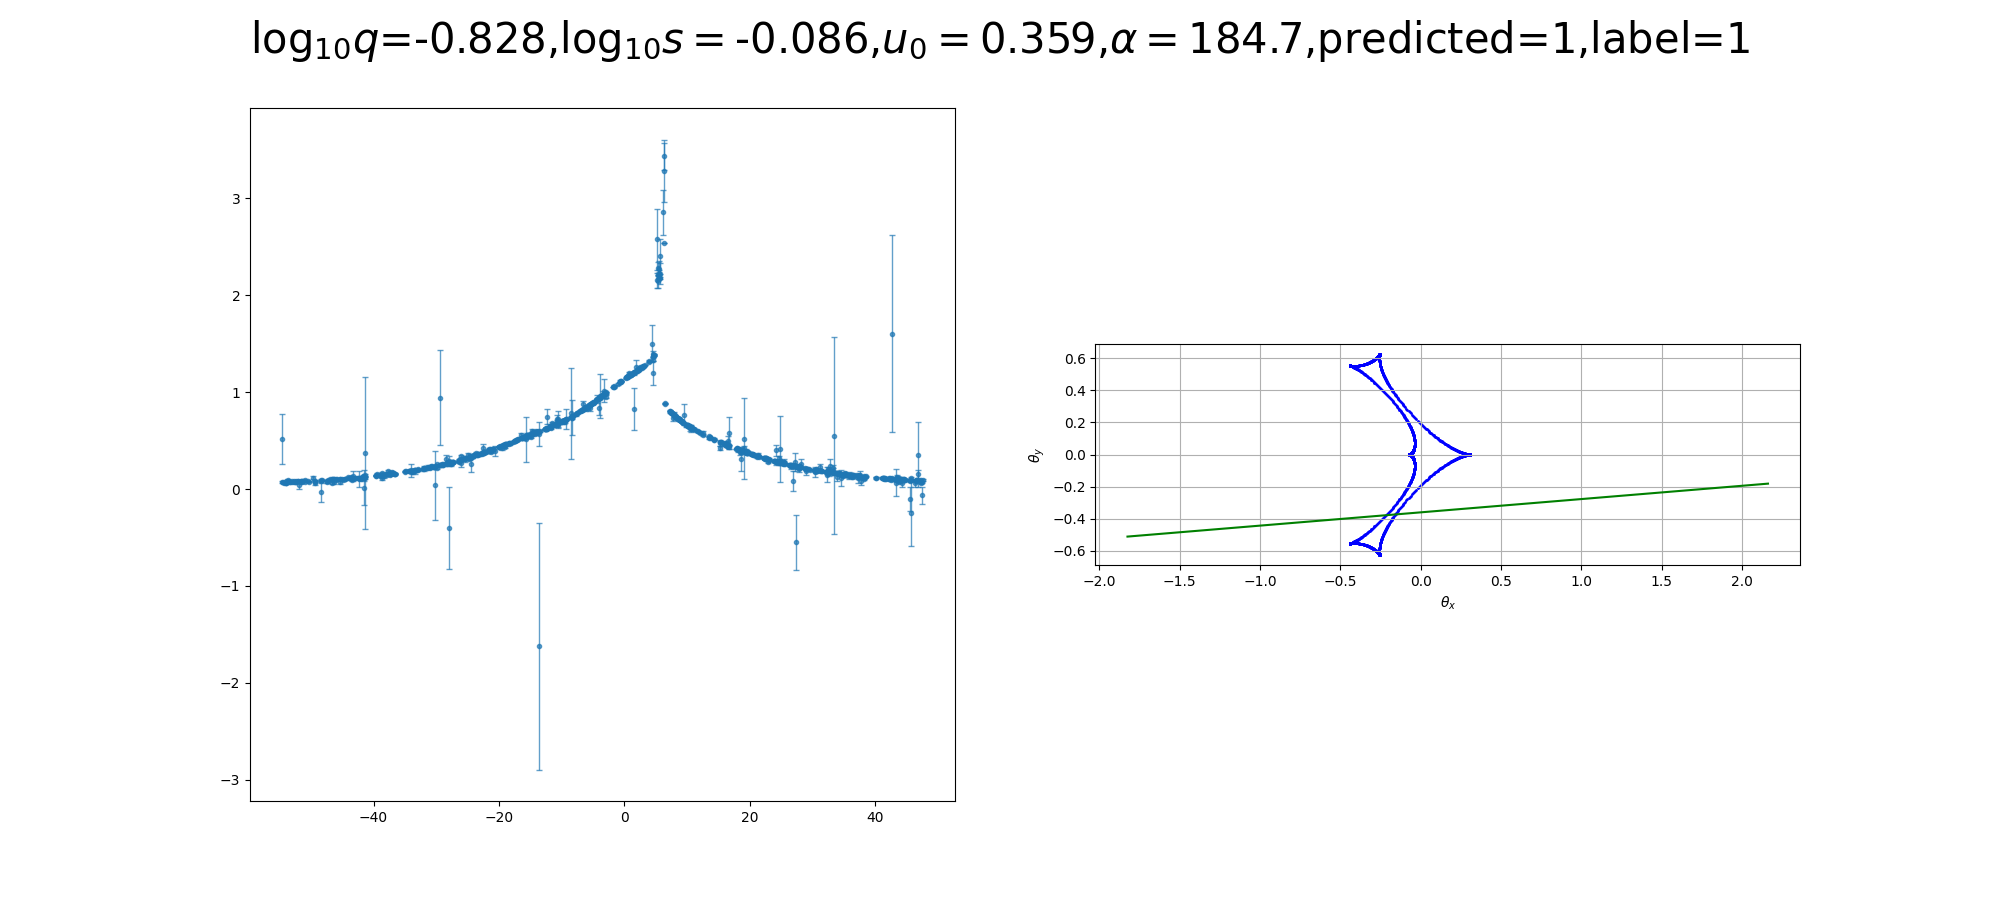 log₁₀q=-0.828,log₁₀s = -0.086,u₀ = 0.359,α = 184.7,predicted=1,label=1
3
2
1
0
−1
−2
−3
−40 −20 0 20 40
0.6
0.4
0.2
0.0
−0.2
−0.4
−0.6
θy
−2.0 −1.5 −1.0 −0.5 0.0 0.5 1.0 1.5 2.0
θx